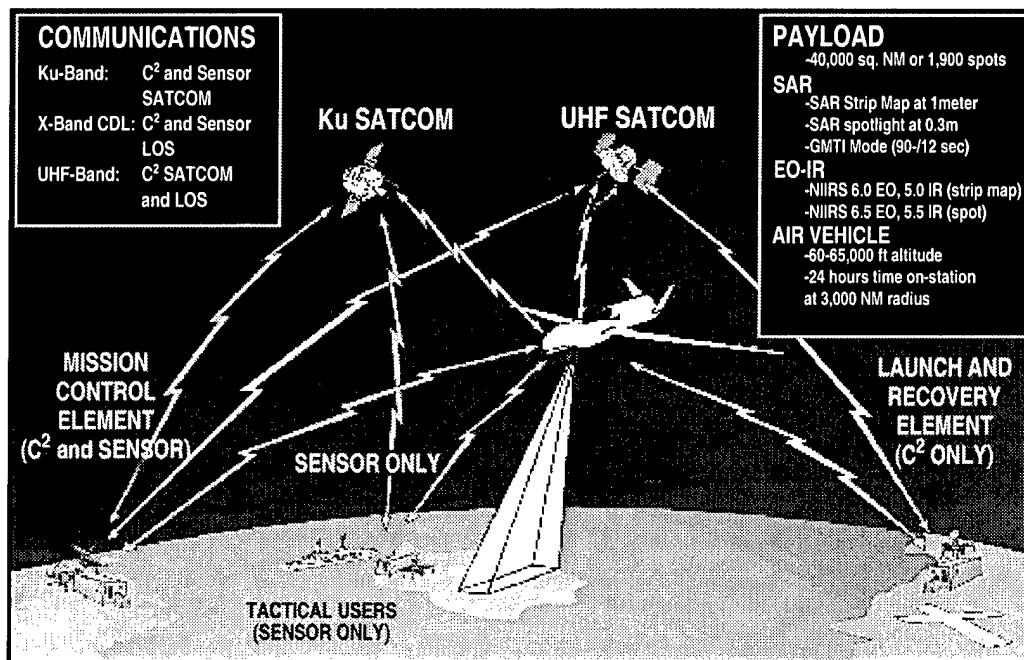 COMMUNICATIONS
Ku-Band: C² and Sensor
SATCOM
X-Band CDL: C² and Sensor
LOS
UHF-Band: C² SATCOM
and LOS
Ku SATCOM
UHF SATCOM
PAYLOAD
-40,000 sq. NM or 1,900 spots
SAR
-SAR Strip Map at 1meter
-SAR spotlight at 0.3m
-GMTI Mode (90-/12 sec)
EO-IR
-NIIRS 6.0 EO, 5.0 IR (strip map)
-NIIRS 6.5 EO, 5.5 IR (spot)
AIR VEHICLE
-60-65,000 ft altitude
-24 hours time on-station
at 3,000 NM radius
MISSION
CONTROL
ELEMENT
(C² and SENSOR)
SENSOR ONLY
LAUNCH AND
RECOVERY
ELEMENT
(C² ONLY)
TACTICAL USERS
(SENSOR ONLY)